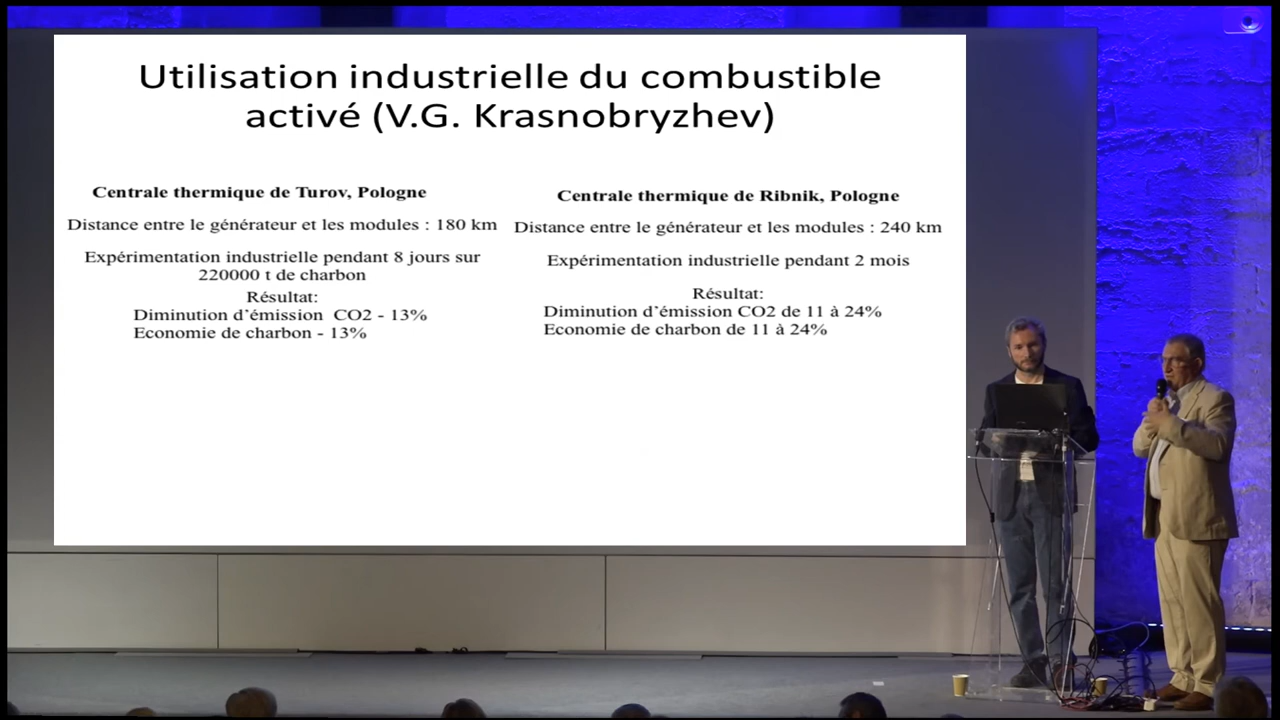 Utilisation industrielle du combustible
activé (V.G. Krasnobryzhev)
Centrale thermique de Turov, Pologne
Distance entre le générateur et les modules : 180 km
Expérimentation industrielle pendant 8 jours sur
220000 t de charbon
Résultat:
Diminution d'émission CO2 - 13%
Economie de charbon - 13%
Centrale thermique de Ribnik, Pologne
Distance entre le générateur et les modules : 240 km
Expérimentation industrielle pendant 2 mois
Résultat:
Diminution d'émission CO2 de 11 à 24%
Economie de charbon de 11 à 24%